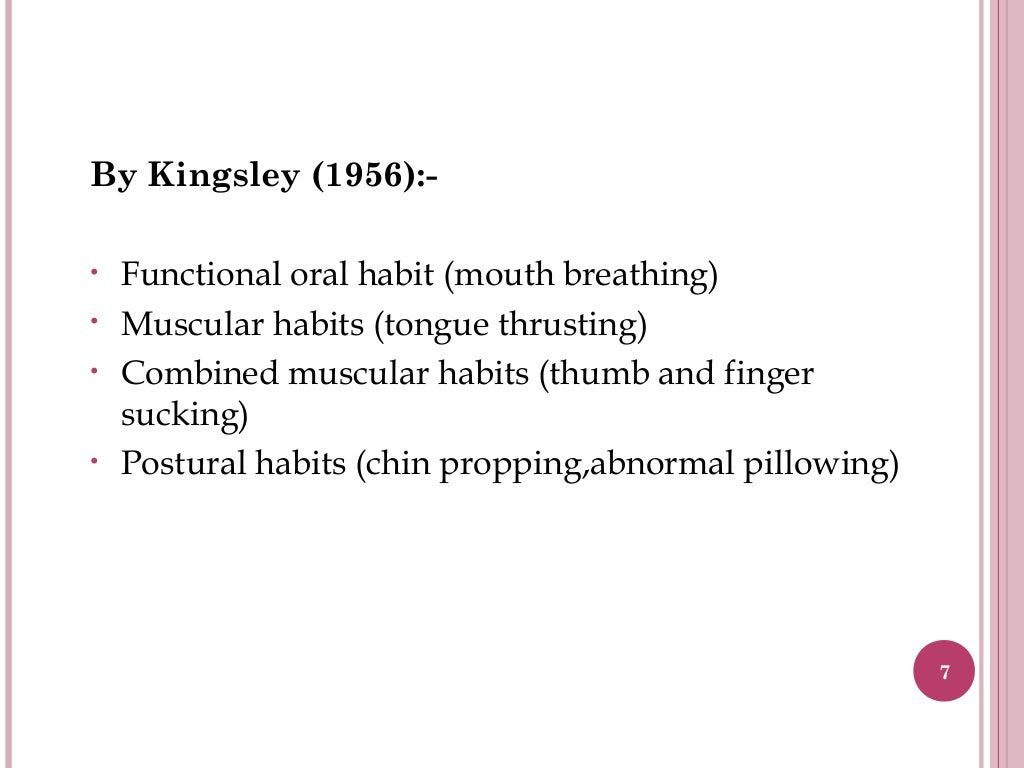 By Kingsley (1956):-
• Functional oral habit (mouth breathing)
• Muscular habits (tongue thrusting)
• Combined muscular habits (thumb and finger
sucking)
• Postural habits (chin propping,abnormal pillowing)
7